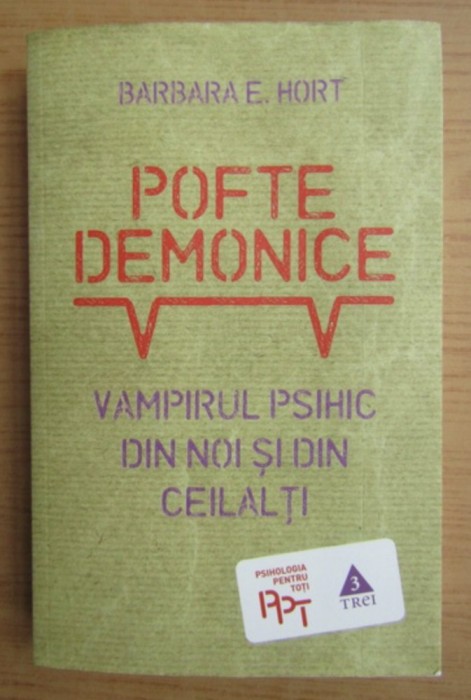 BARBARA E. HORT
POFTE
DEMONICE
VAMPIRUL PSIHIC
DIN NOI ȘI DIN
CEILALȚI
PSIHOLOGIA
PENTRU
TOȚI
PPT
3
TREI